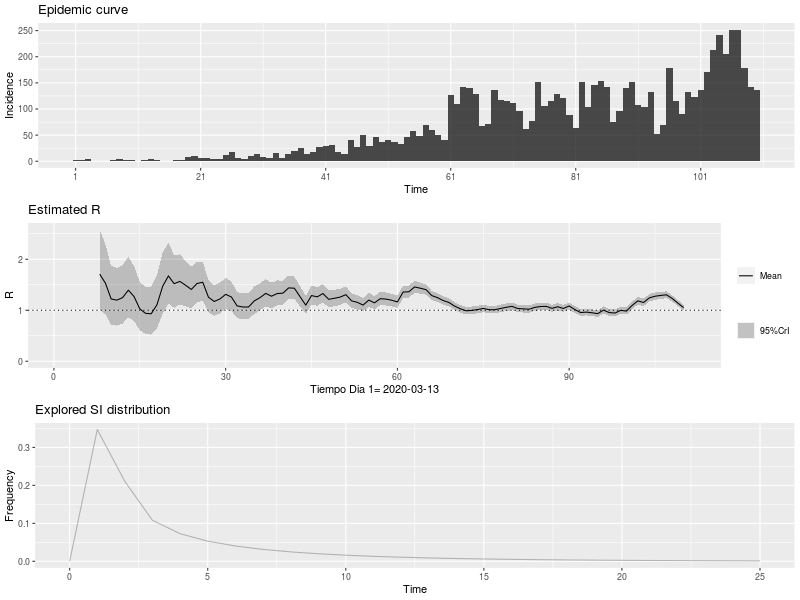 Epidemic curve
250
200
150
100
50
0
Incidence
1 21 41 61 81 101
Time
Estimated R
2
1
0
R
0 30 60 90
Tiempo Dia 1= 2020-03-13
Mean
95%CrI
Explored SI distribution
0.3
0.2
0.1
0.0
Frequency
0 5 10 15 20 25
Time